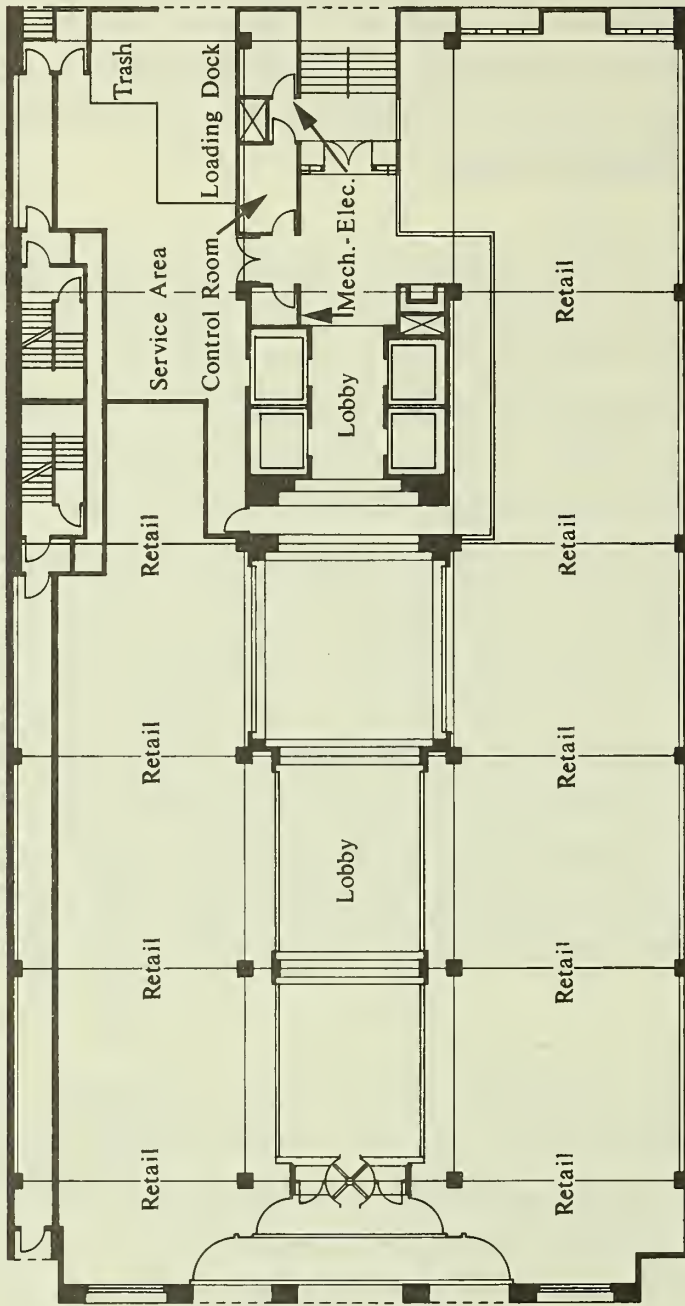 Trash
Loading Dock
Service Area
Control Room
Mech.-Elec.
Lobby
Retail
Retail
Retail
Retail
Lobby
Retail
Retail
Retail
Retail
Retail